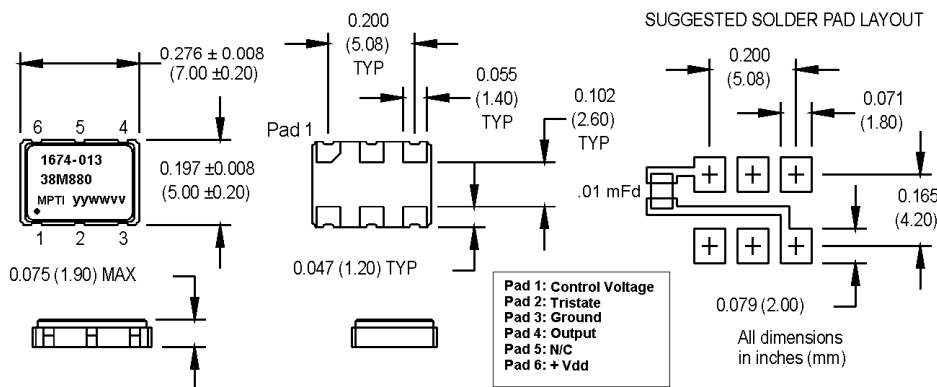 0.276 ± 0.008
(7.00 ±0.20)
6 5 4
1674-013
38M880
MPTI yywwvv
1 2 3
0.197 ±0.008
(5.00 ±0.20)
0.075 (1.90) MAX
0.200
(5.08)
TYP
0.055
(1.40)
TYP
0.102
(2.60)
TYP
Pad 1
0.047 (1.20) TYP
Pad 1: Control Voltage
Pad 2: Tristate
Pad 3: Ground
Pad 4: Output
Pad 5: N/C
Pad 6: + Vdd
SUGGESTED SOLDER PAD LAYOUT
0.200
(5.08)
0.071
(1.80)
.01 mFd
0.165
(4.20)
0.079 (2.00)
All dimensions
in inches (mm)